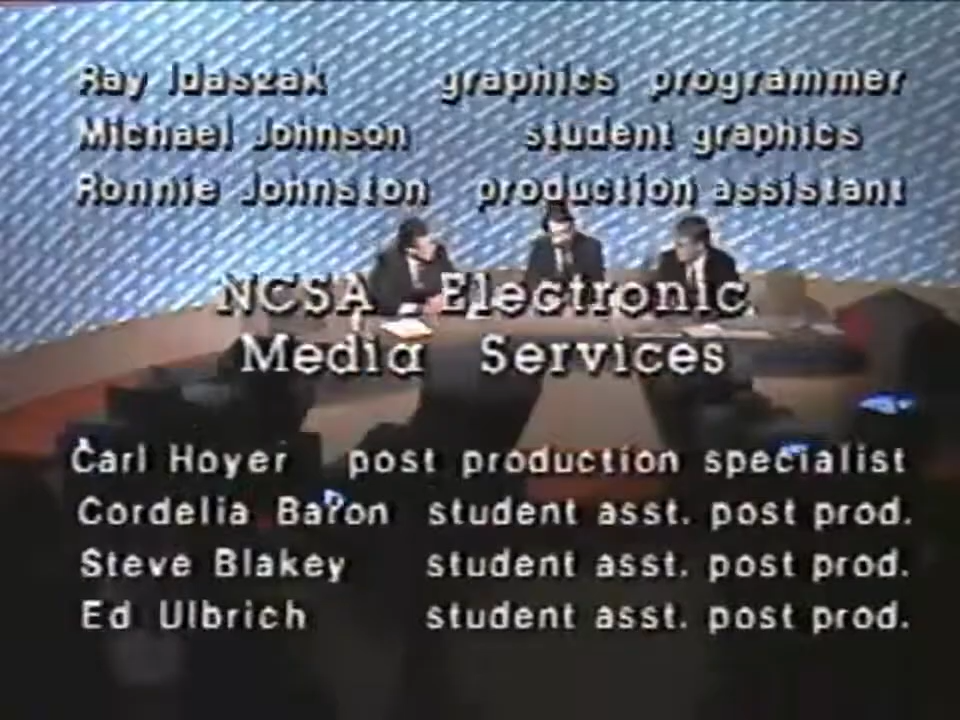 Ray Idaszak graphics programmer
Michael Johnson student graphics
Ronnie Johnston production assistant
NCSA Electronic
Media Services
Carl Hoyer post production specialist
Cordelia Baron student asst. post prod.
Steve Blakey student asst. post prod.
Ed Ulbrich student asst. post prod.